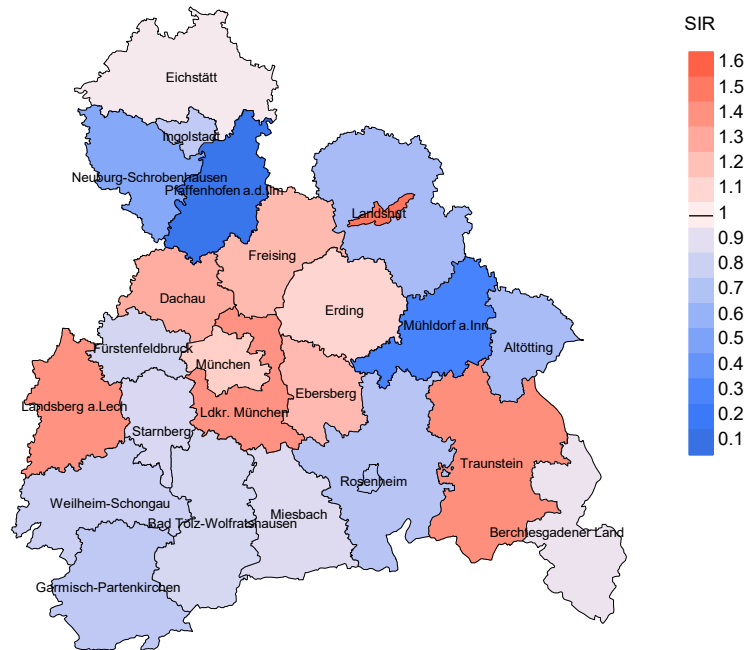 SIR
1.6
1.5
1.4
1.3
1.2
1.1
1
0.9
0.8
0.7
0.6
0.5
0.4
0.3
0.2
0.1
Eichstätt
Ingolstadt
Neuburg-Schrobenhausen
Pfaffenhofen a.d.Ilm
Landshut
Freising
Dachau
Erding
Mühldorf a.Inn
Altötting
Fürstenfeldbruck
München
Ebersberg
Landsberg a.Lech
Ldkr. München
Starnberg
Traunstein
Rosenheim
Weilheim-Schongau
Miesbach
Bad Tölz-Wolfratshausen
Berchtesgadener Land
Garmisch-Partenkirchen